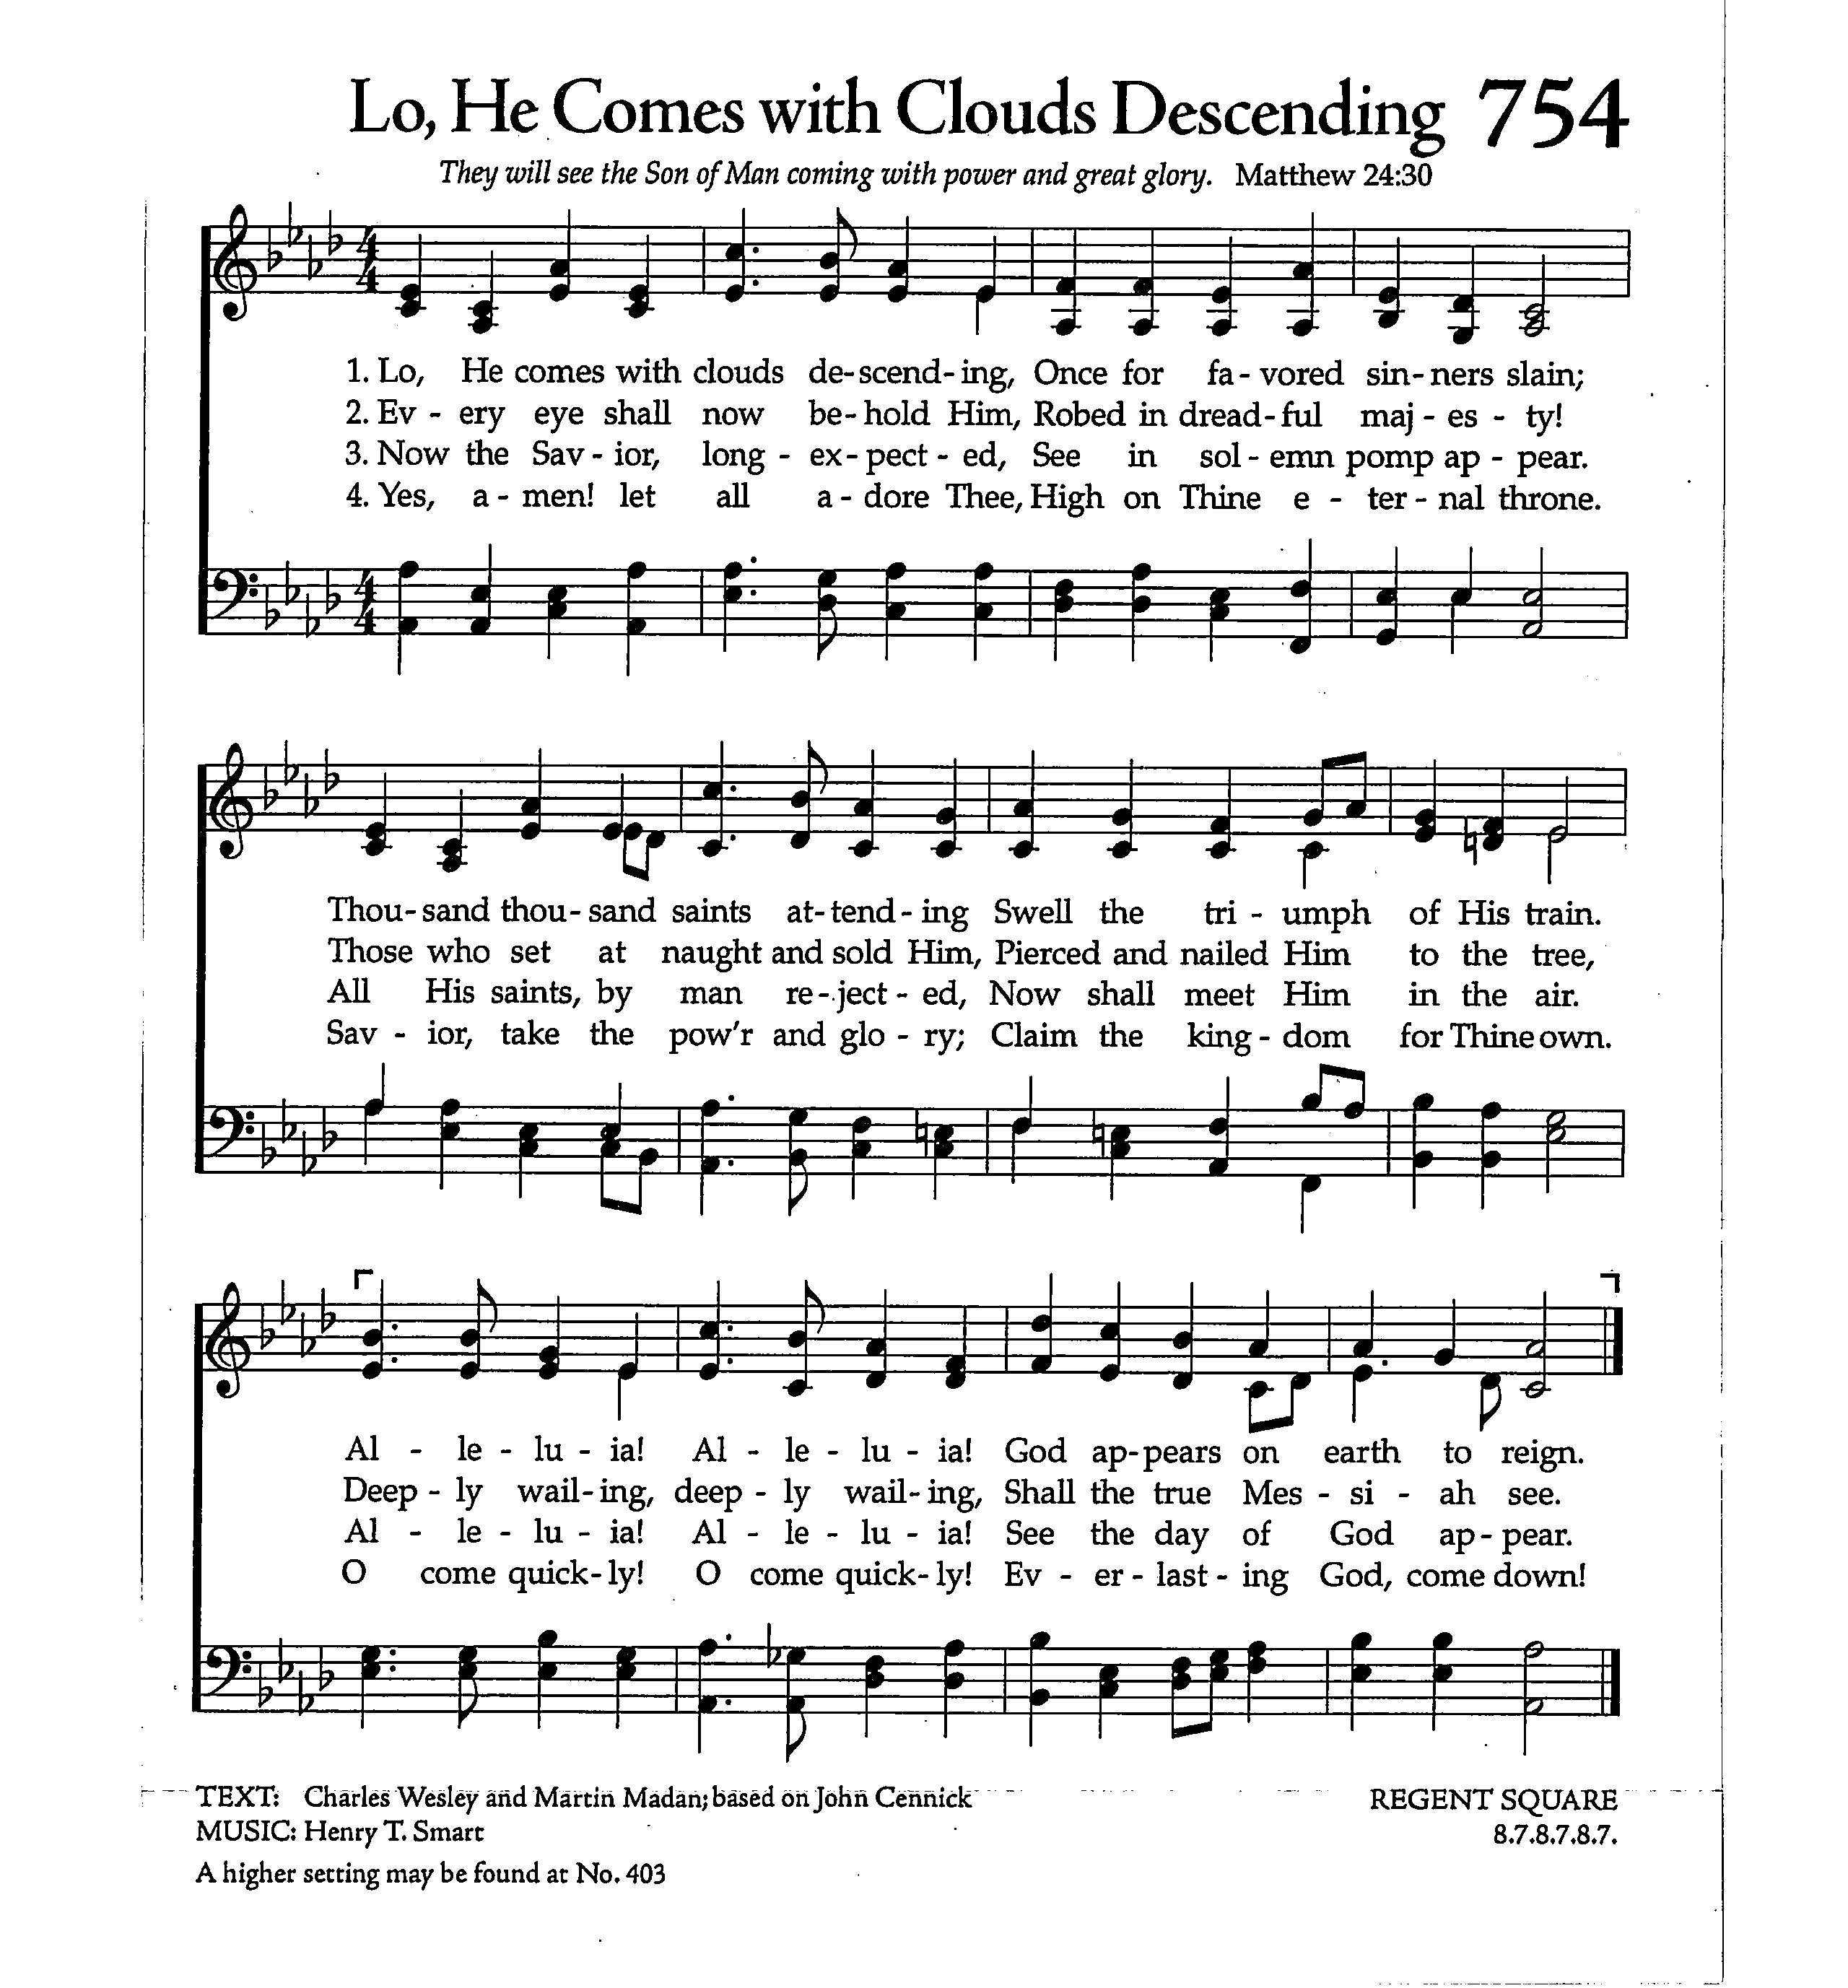 Lo, He Comes with Clouds Descending 754
They will see the Son of Man coming with power and great glory. Matthew 24:30
4 4
1. Lo, He comes with clouds de-scend-ing, Once for fa-vored sin-ners slain;
2. Ev-ery eye shall now be-hold Him, Robed in dread-ful maj-es-ty!
3. Now the Sav-ior, long-ex-pect-ed, See in sol-emn pomp ap-pear.
4. Yes, a-men! let all a-dore Thee, High on Thine e-ter-nal throne.
4 4
Thou-sand thou-sand saints at-tend-ing Swell the tri-umph of His train.
Those who set at naught and sold Him, Pierced and nailed Him to the tree,
All His saints, by man re-ject-ed, Now shall meet Him in the air.
Sav-ior, take the pow'r and glo-ry; Claim the king-dom for Thine own.
Al-le-lu-ia! Al-le-lu-ia! God ap-pears on earth to reign.
Deep-ly wail-ing, deep-ly wail-ing, Shall the true Mes-si-ah see.
Al-le-lu-ia! Al-le-lu-ia! See the day of God ap-pear.
O come quick-ly! O come quick-ly! Ev-er-last-ing God, come down!
TEXT: Charles Wesley and Martin Madan; based on John Cennick REGENT SQUARE
MUSIC: Henry T. Smart 8.7.8.7.8.7.
A higher setting may be found at No. 403